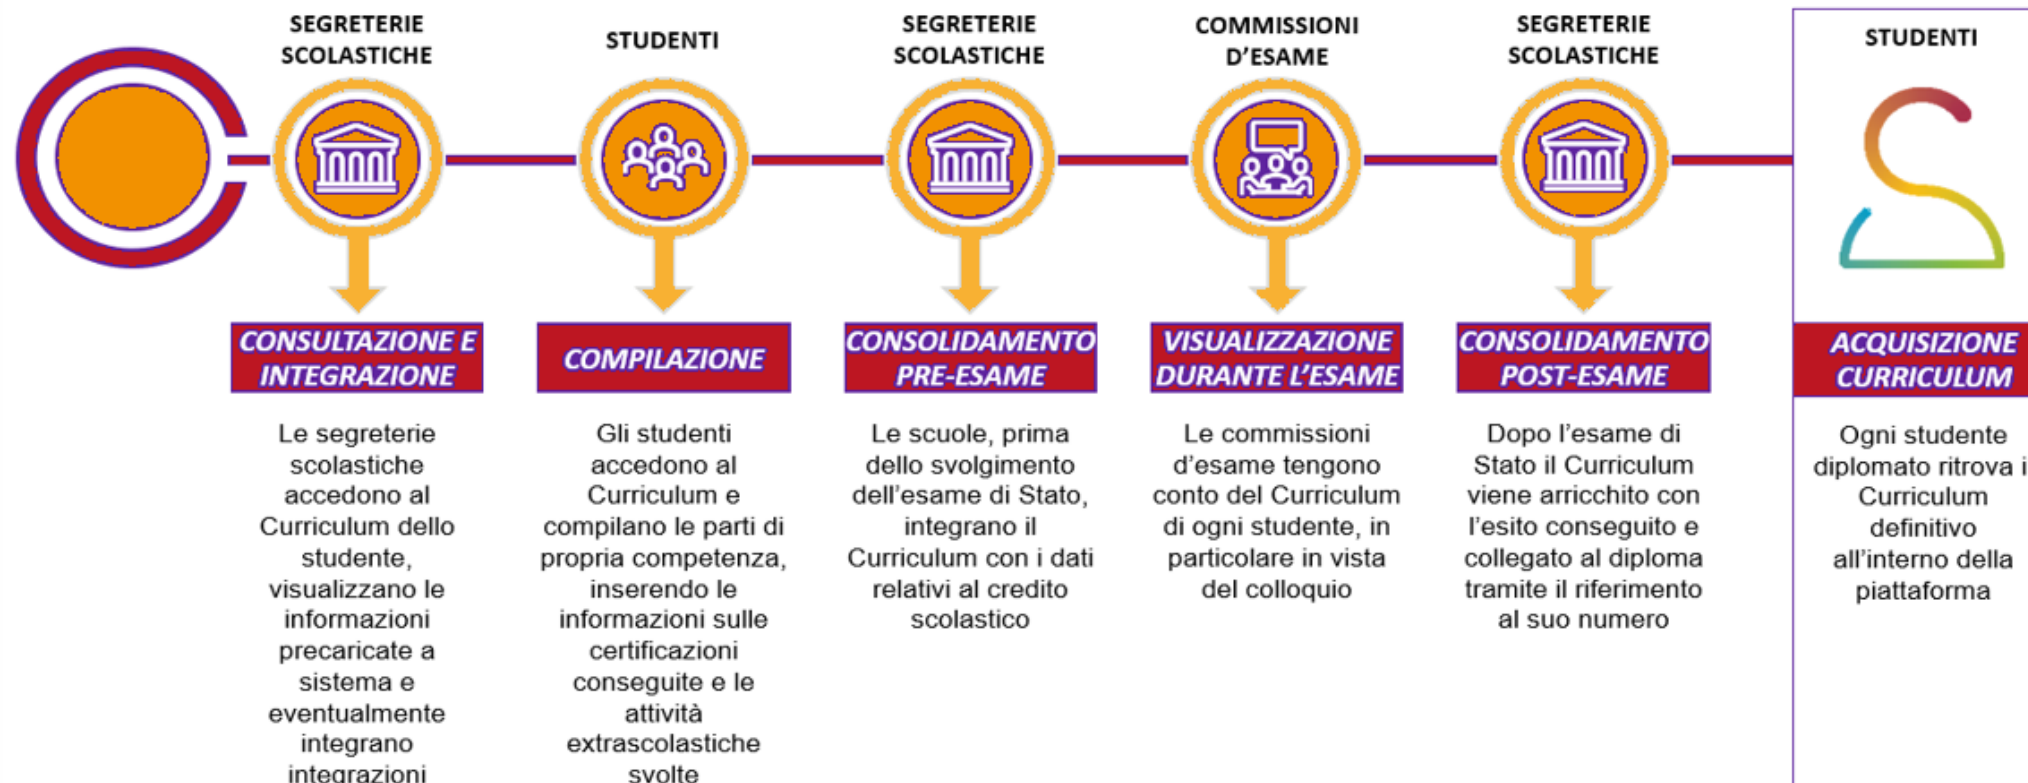 SEGRETERIE
SCOLASTICHE
CONSULTAZIONE E
INTEGRAZIONE
Le segreterie
scolastiche
accedono al
Curriculum dello
studente,
visualizzano le
informazioni
precaricate a
sistema e
eventualmente
integrano
integrazioni
STUDENTI
COMPILAZIONE
Gli studenti
accedono al
Curriculum e
compilano le parti di
propria competenza,
inserendo le
informazioni sulle
certificazioni
conseguite e le
attività
extrascolastiche
svolte
SEGRETERIE
SCOLASTICHE
CONSOLIDAMENTO
PRE-ESAME
Le scuole, prima
dello svolgimento
dell'esame di Stato,
integrano il
Curriculum con i dati
relativi al credito
scolastico
COMMISSIONI
D'ESAME
VISUALIZZAZIONE
DURANTE L'ESAME
Le commissioni
d'esame tengono
conto del Curriculum
di ogni studente, in
particolare in vista
del colloquio
SEGRETERIE
SCOLASTICHE
CONSOLIDAMENTO
POST-ESAME
Dopo l'esame di
Stato il Curriculum
viene arricchito con
l'esito conseguito e
collegato al diploma
tramite il riferimento
al suo numero
STUDENTI
ACQUISIZIONE
CURRICULUM
Ogni studente
diplomato ritrova i
Curriculum
definitivo
all'interno della
piattaforma